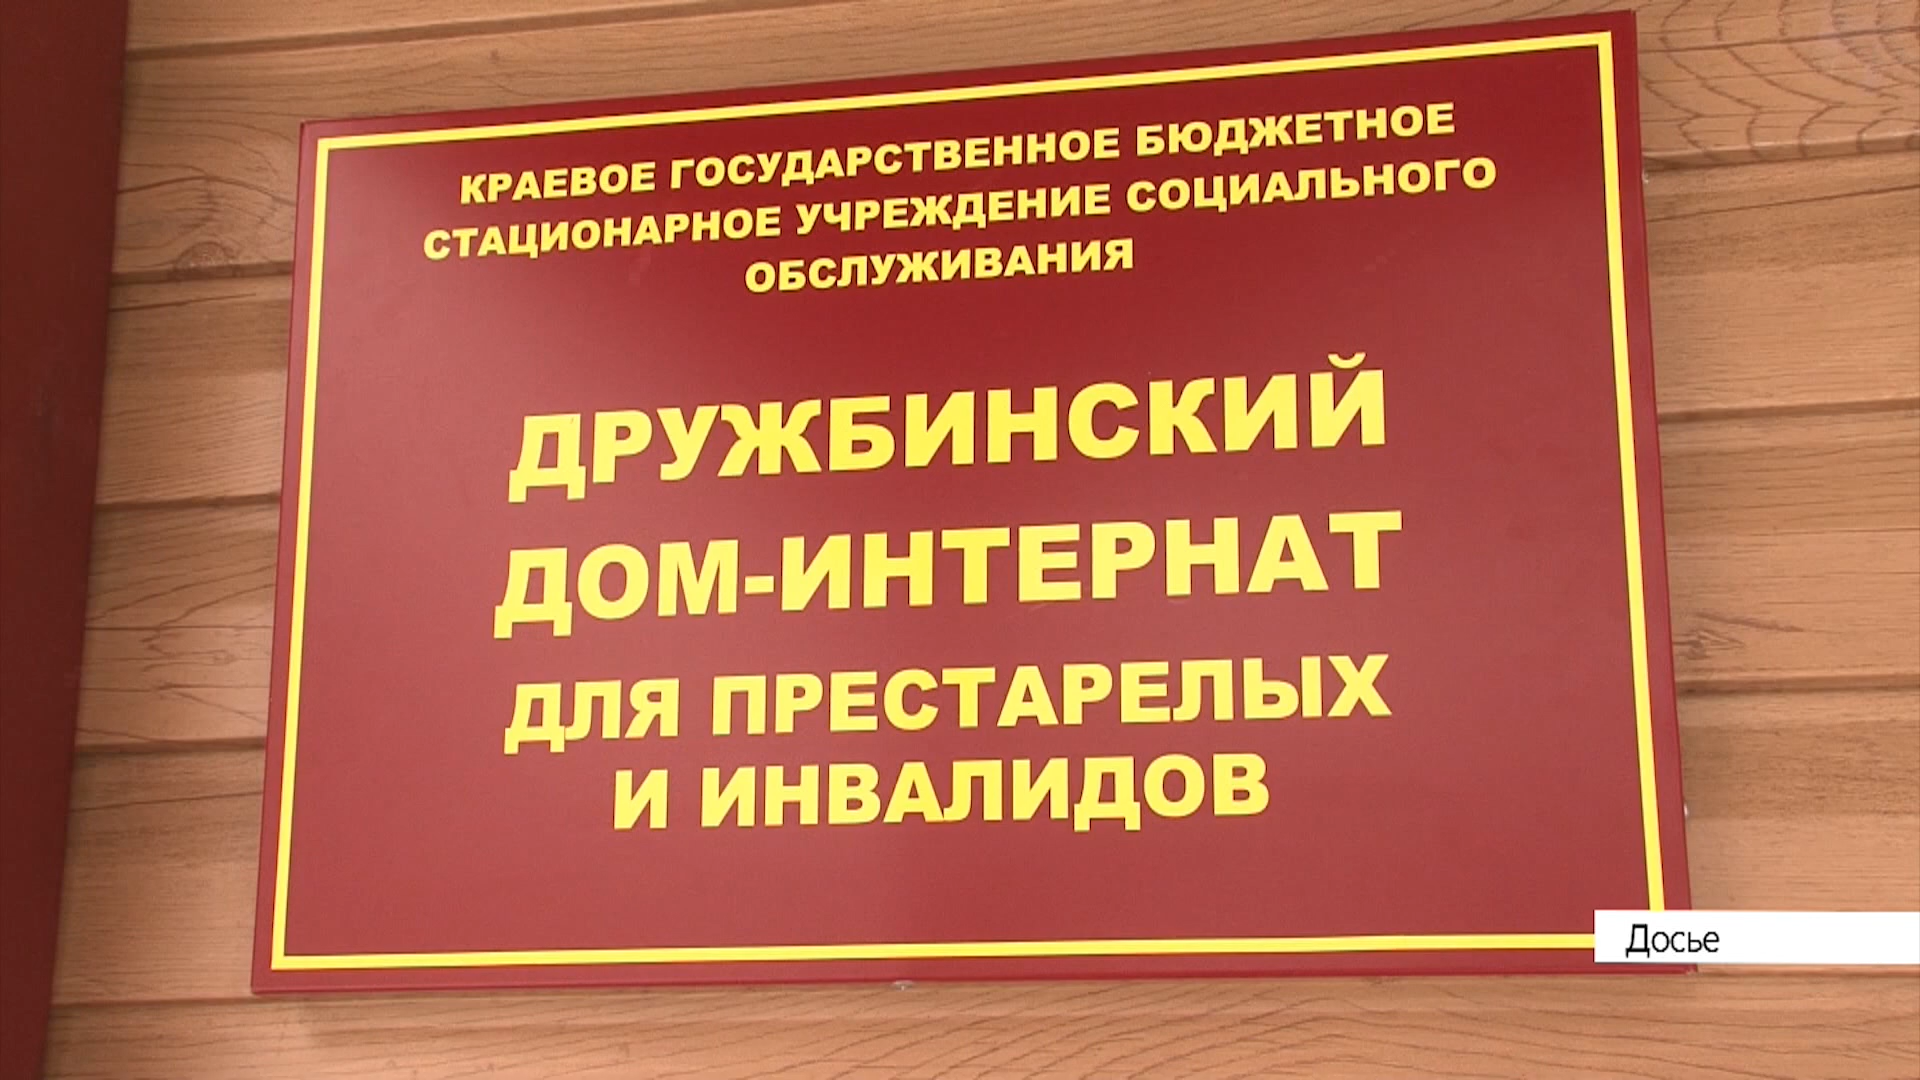 КРАЕВОЕ ГОСУДАРСТВЕННОЕ БЮДЖЕТНОЕ
СТАЦИОНАРНОЕ УЧРЕЖДЕНИЕ СОЦИАЛЬНОГО
ОБСЛУЖИВАНИЯ
ДРУЖБИНСКИЙ
ДОМ-ИНТЕРНАТ
ДЛЯ ПРЕСТАРЕЛЫХ
И ИНВАЛИДОВ
Досье